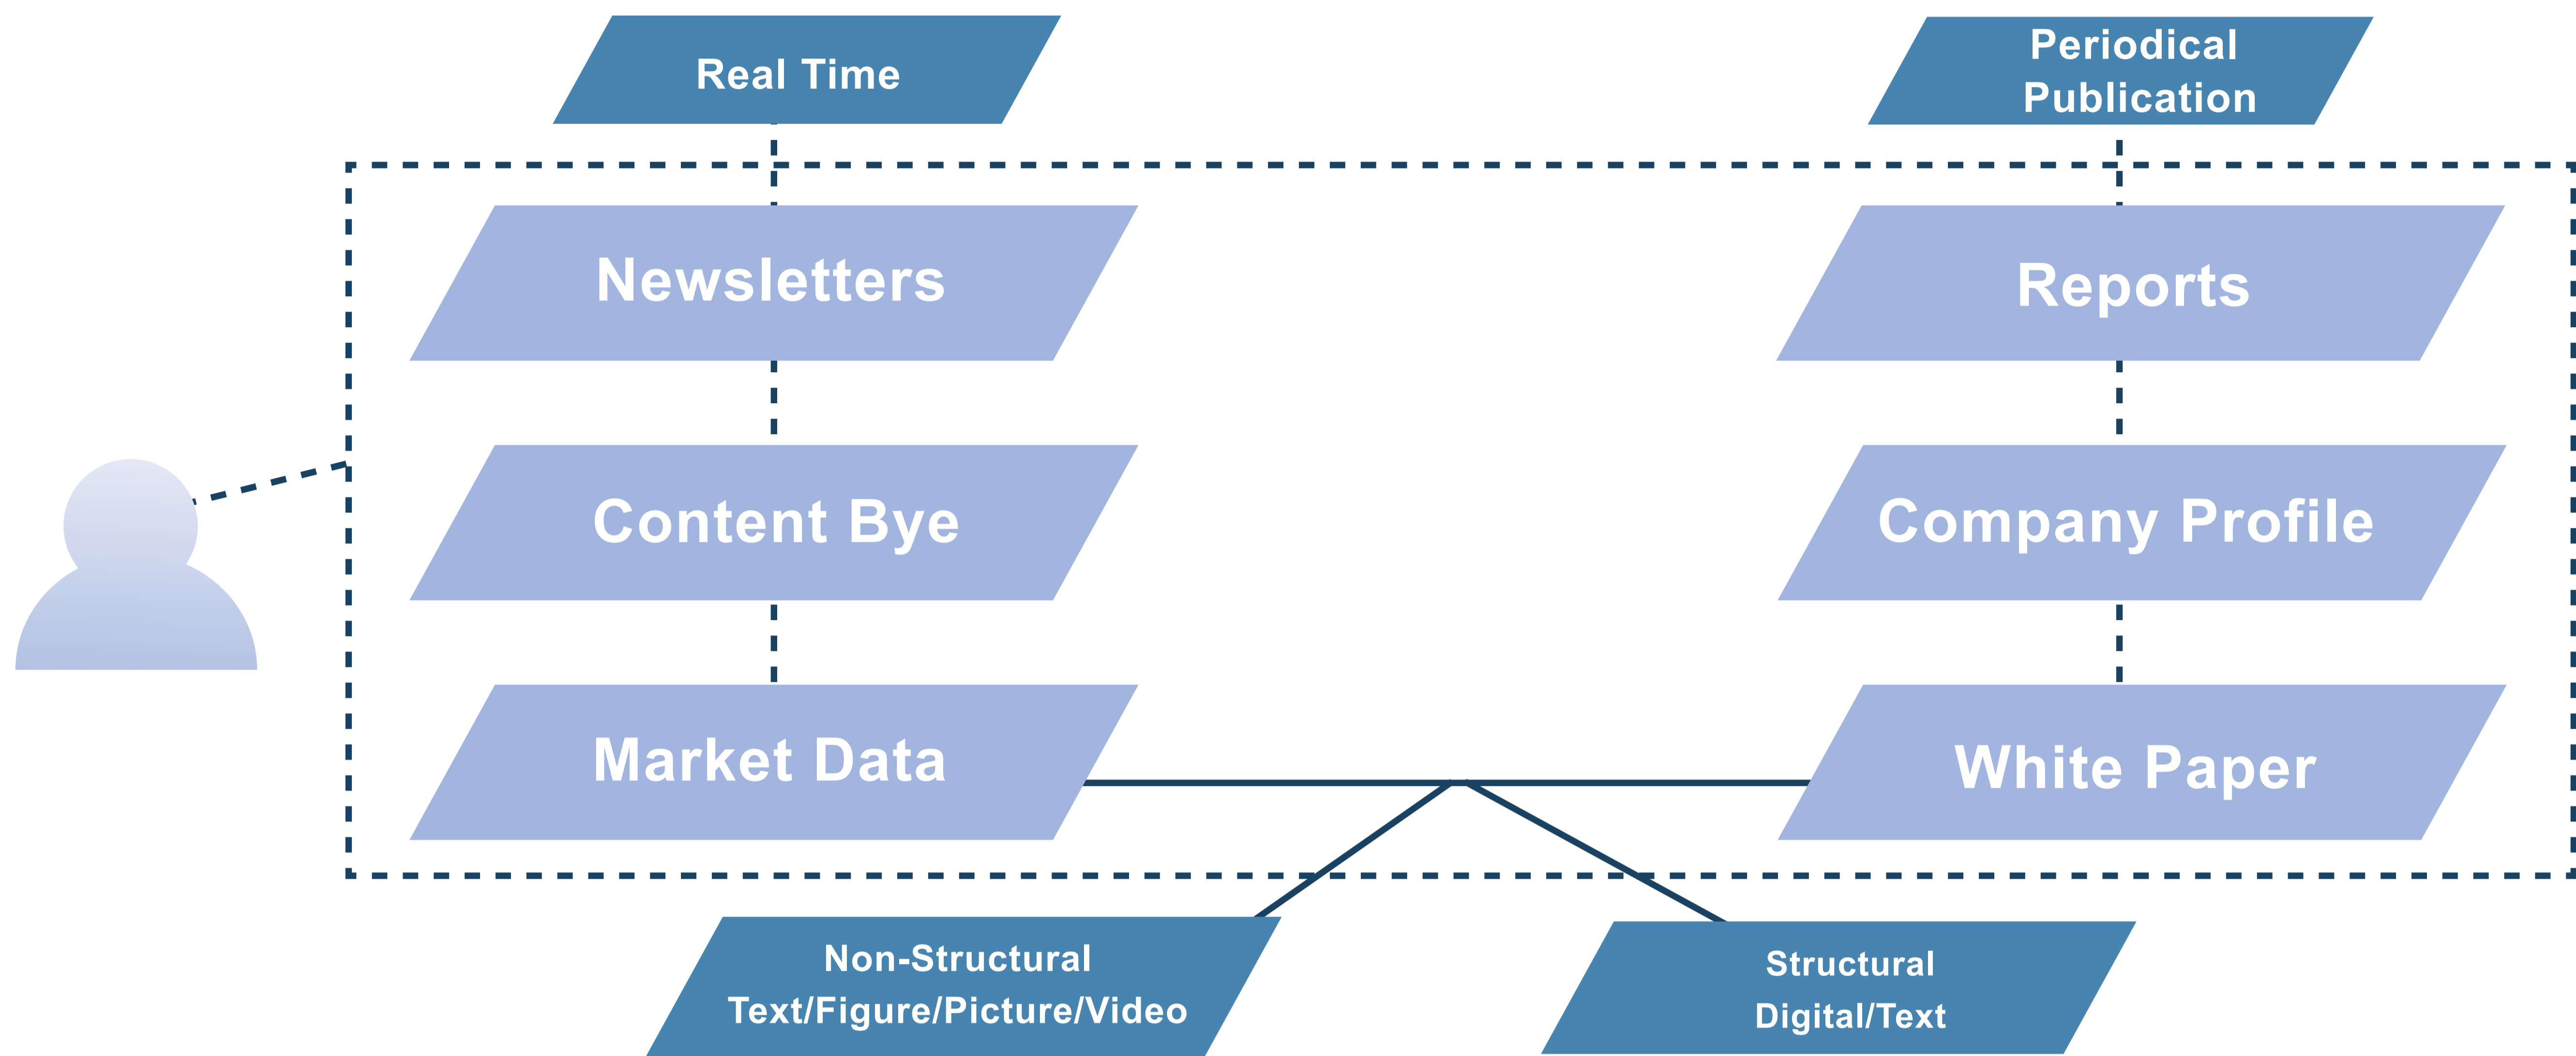 Real Time
Periodical
Publication
Newsletters
Reports
Content Bye
Company Profile
Market Data
White Paper
Non-Structural
Text/Figure/Picture/Video
Structural
Digital/Text